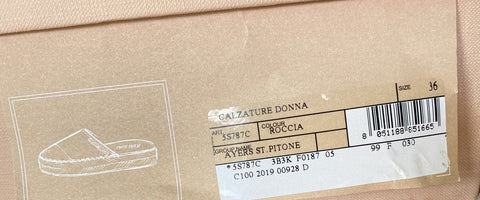 CALZATURE DONNA
SIZE 36
ART. 5S787C COLOUR ROCCIA
GROUP NAME AYERS ST.PITONE
8 051188 651665
*5S787C 3B3K F0187 05 99 F 030
C100 2019 00928 D